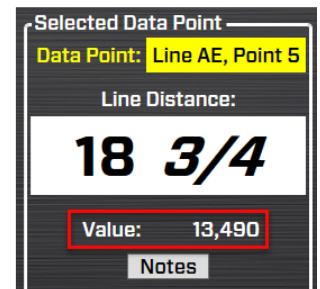 Selected Data Point
Data Point: Line AE, Point 5
Line Distance:
18 3/4
Value: 13,490
Notes